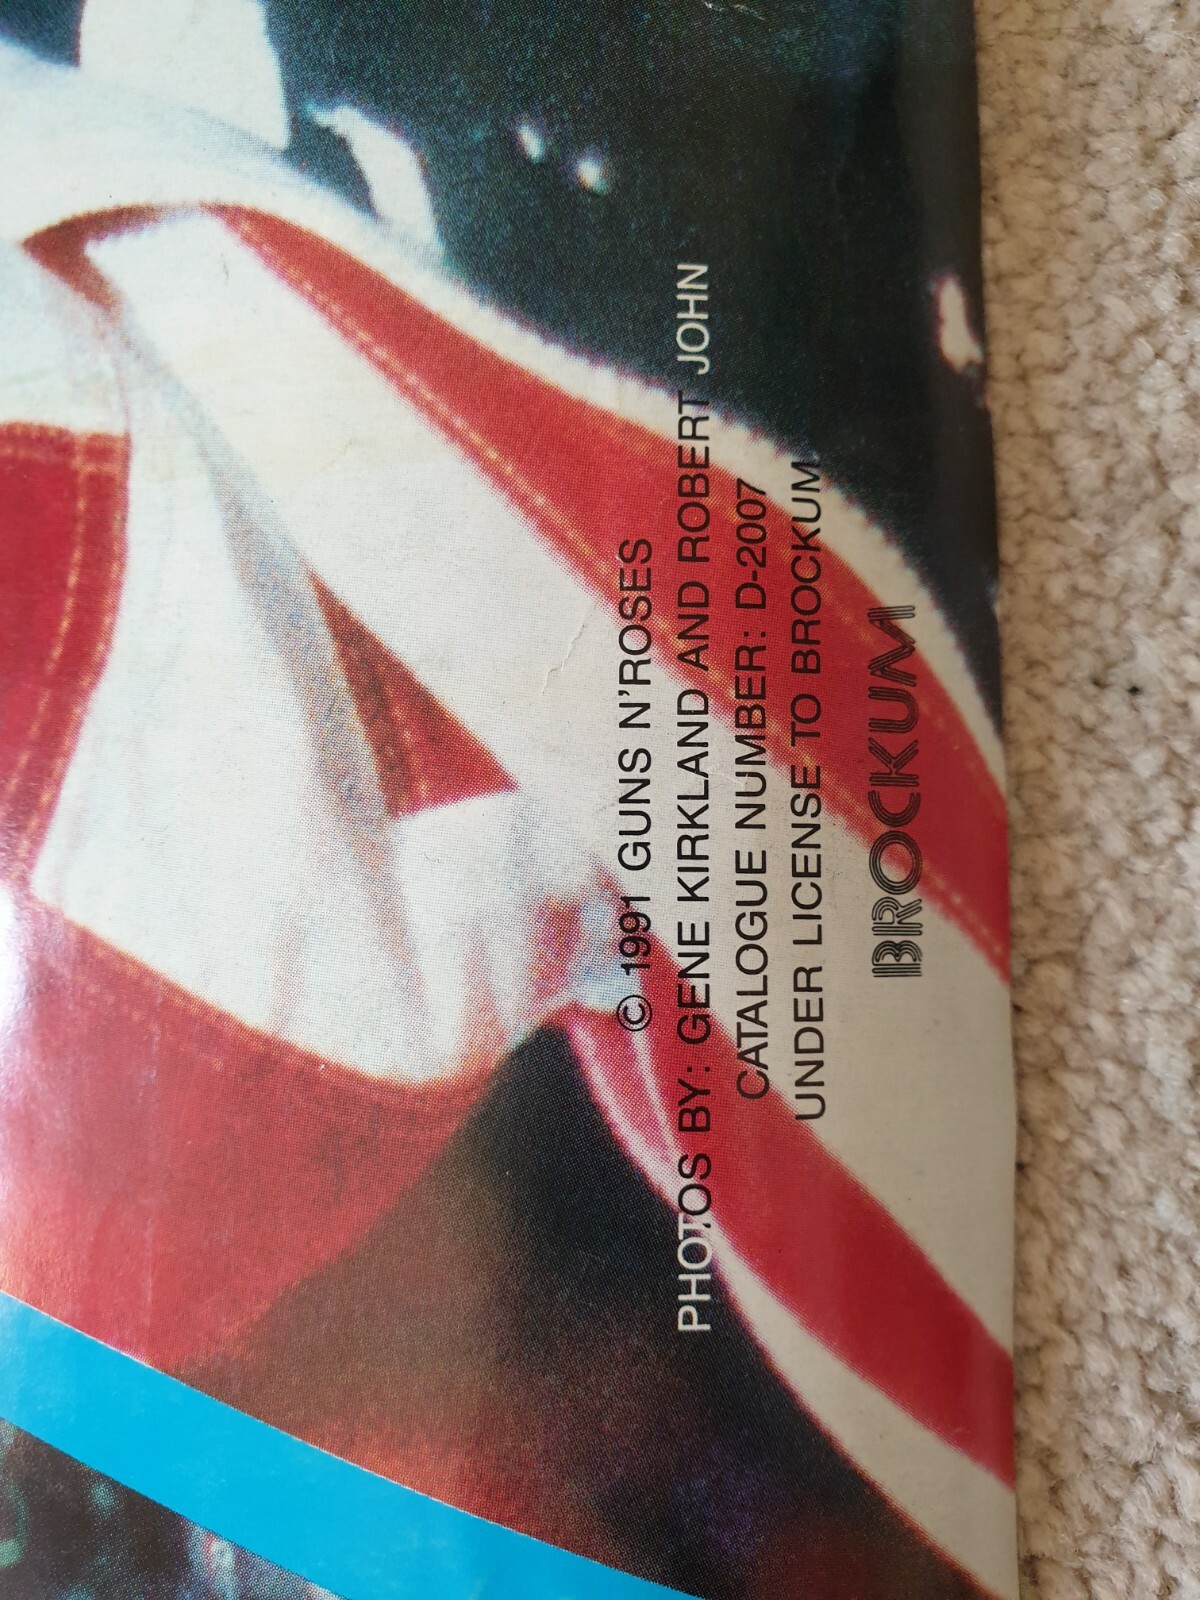 © 1991 GUNS N'ROSES
PHOTOS BY: GENE KIRKLAND AND ROBERT JOHN
CATALOGUE NUMBER: D-2007
UNDER LICENSE TO BROCKUM
BROCKUM